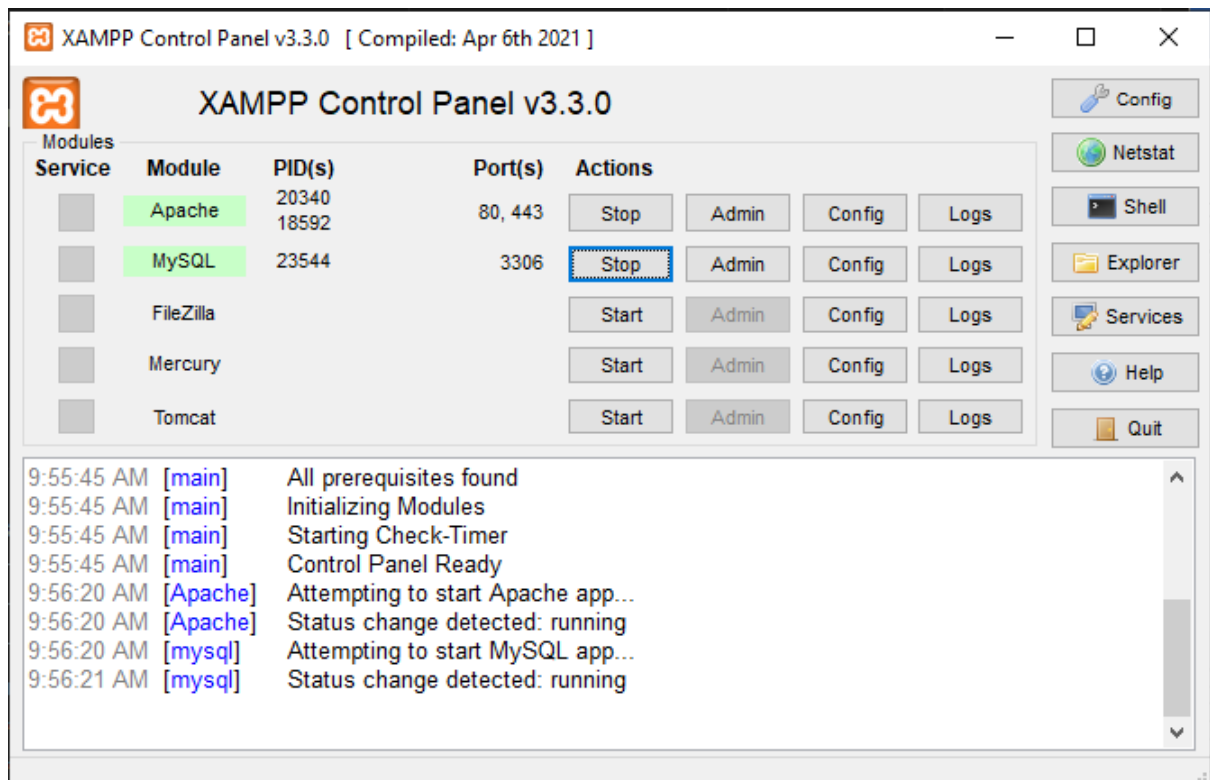 XAMPP Control Panel v3.3.0 [ Compiled: Apr 6th 2021 ]
XAMPP Control Panel v3.3.0
Config
Netstat
Shell
Explorer
Services
Help
Quit
Modules
Service Module PID(s) Port(s) Actions
Apache 20340 18592 80, 443 Stop Admin Config Logs
MySQL 23544 3306 Stop Admin Config Logs
FileZilla Start Admin Config Logs
Mercury Start Admin Config Logs
Tomcat Start Admin Config Logs
9:55:45 AM [main] All prerequisites found
9:55:45 AM [main] Initializing Modules
9:55:45 AM [main] Starting Check-Timer
9:55:45 AM [main] Control Panel Ready
9:56:20 AM [Apache] Attempting to start Apache app...
9:56:20 AM [Apache] Status change detected: running
9:56:20 AM [mysql] Attempting to start MySQL app...
9:56:21 AM [mysql] Status change detected: running